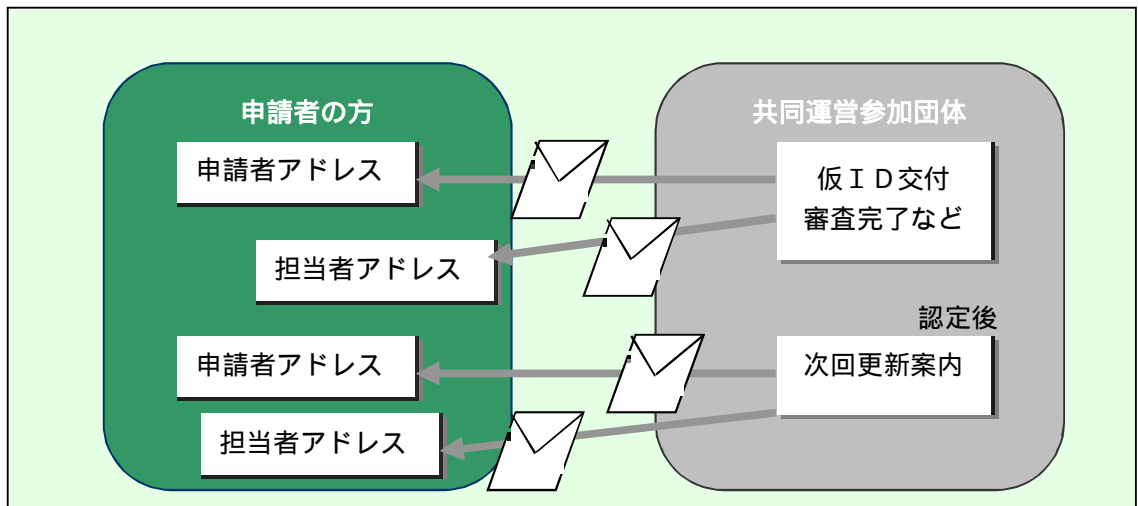 申請者の方
申請者アドレス
担当者アドレス
申請者アドレス
担当者アドレス
共同運営参加団体
仮ＩＤ交付
審査完了など
認定後
次回更新案内